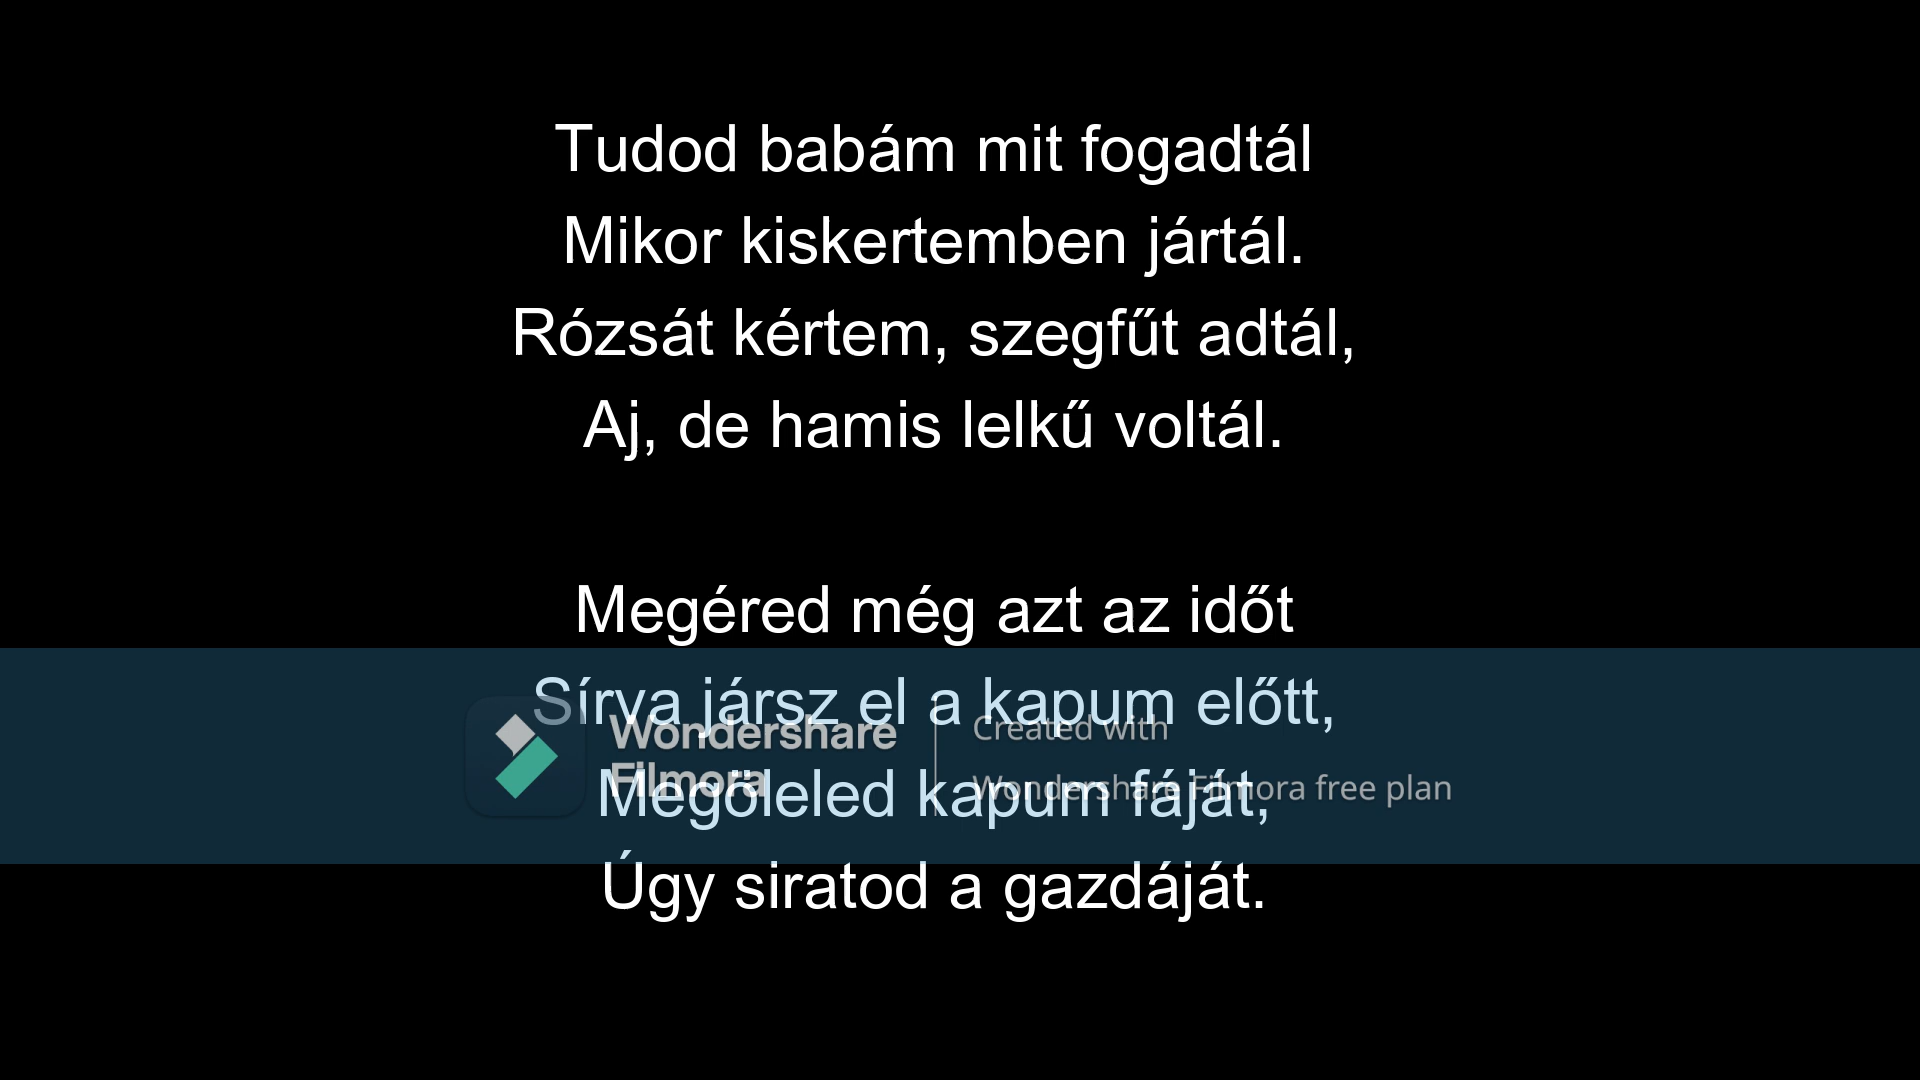 Tudod babám mit fogadtál
Mikor kiskertemben jártál.
Rózsát kértem, szegfűt adtál,
Aj, de hamis lelkű voltál.
Megéred még azt az időt
Sírva jársz el a kapum előtt,
Megöleled kapum fáját,
Úgy siratod a gazdáját.
Wondershare
Filmora
Created with
Wondershare Filmora free plan